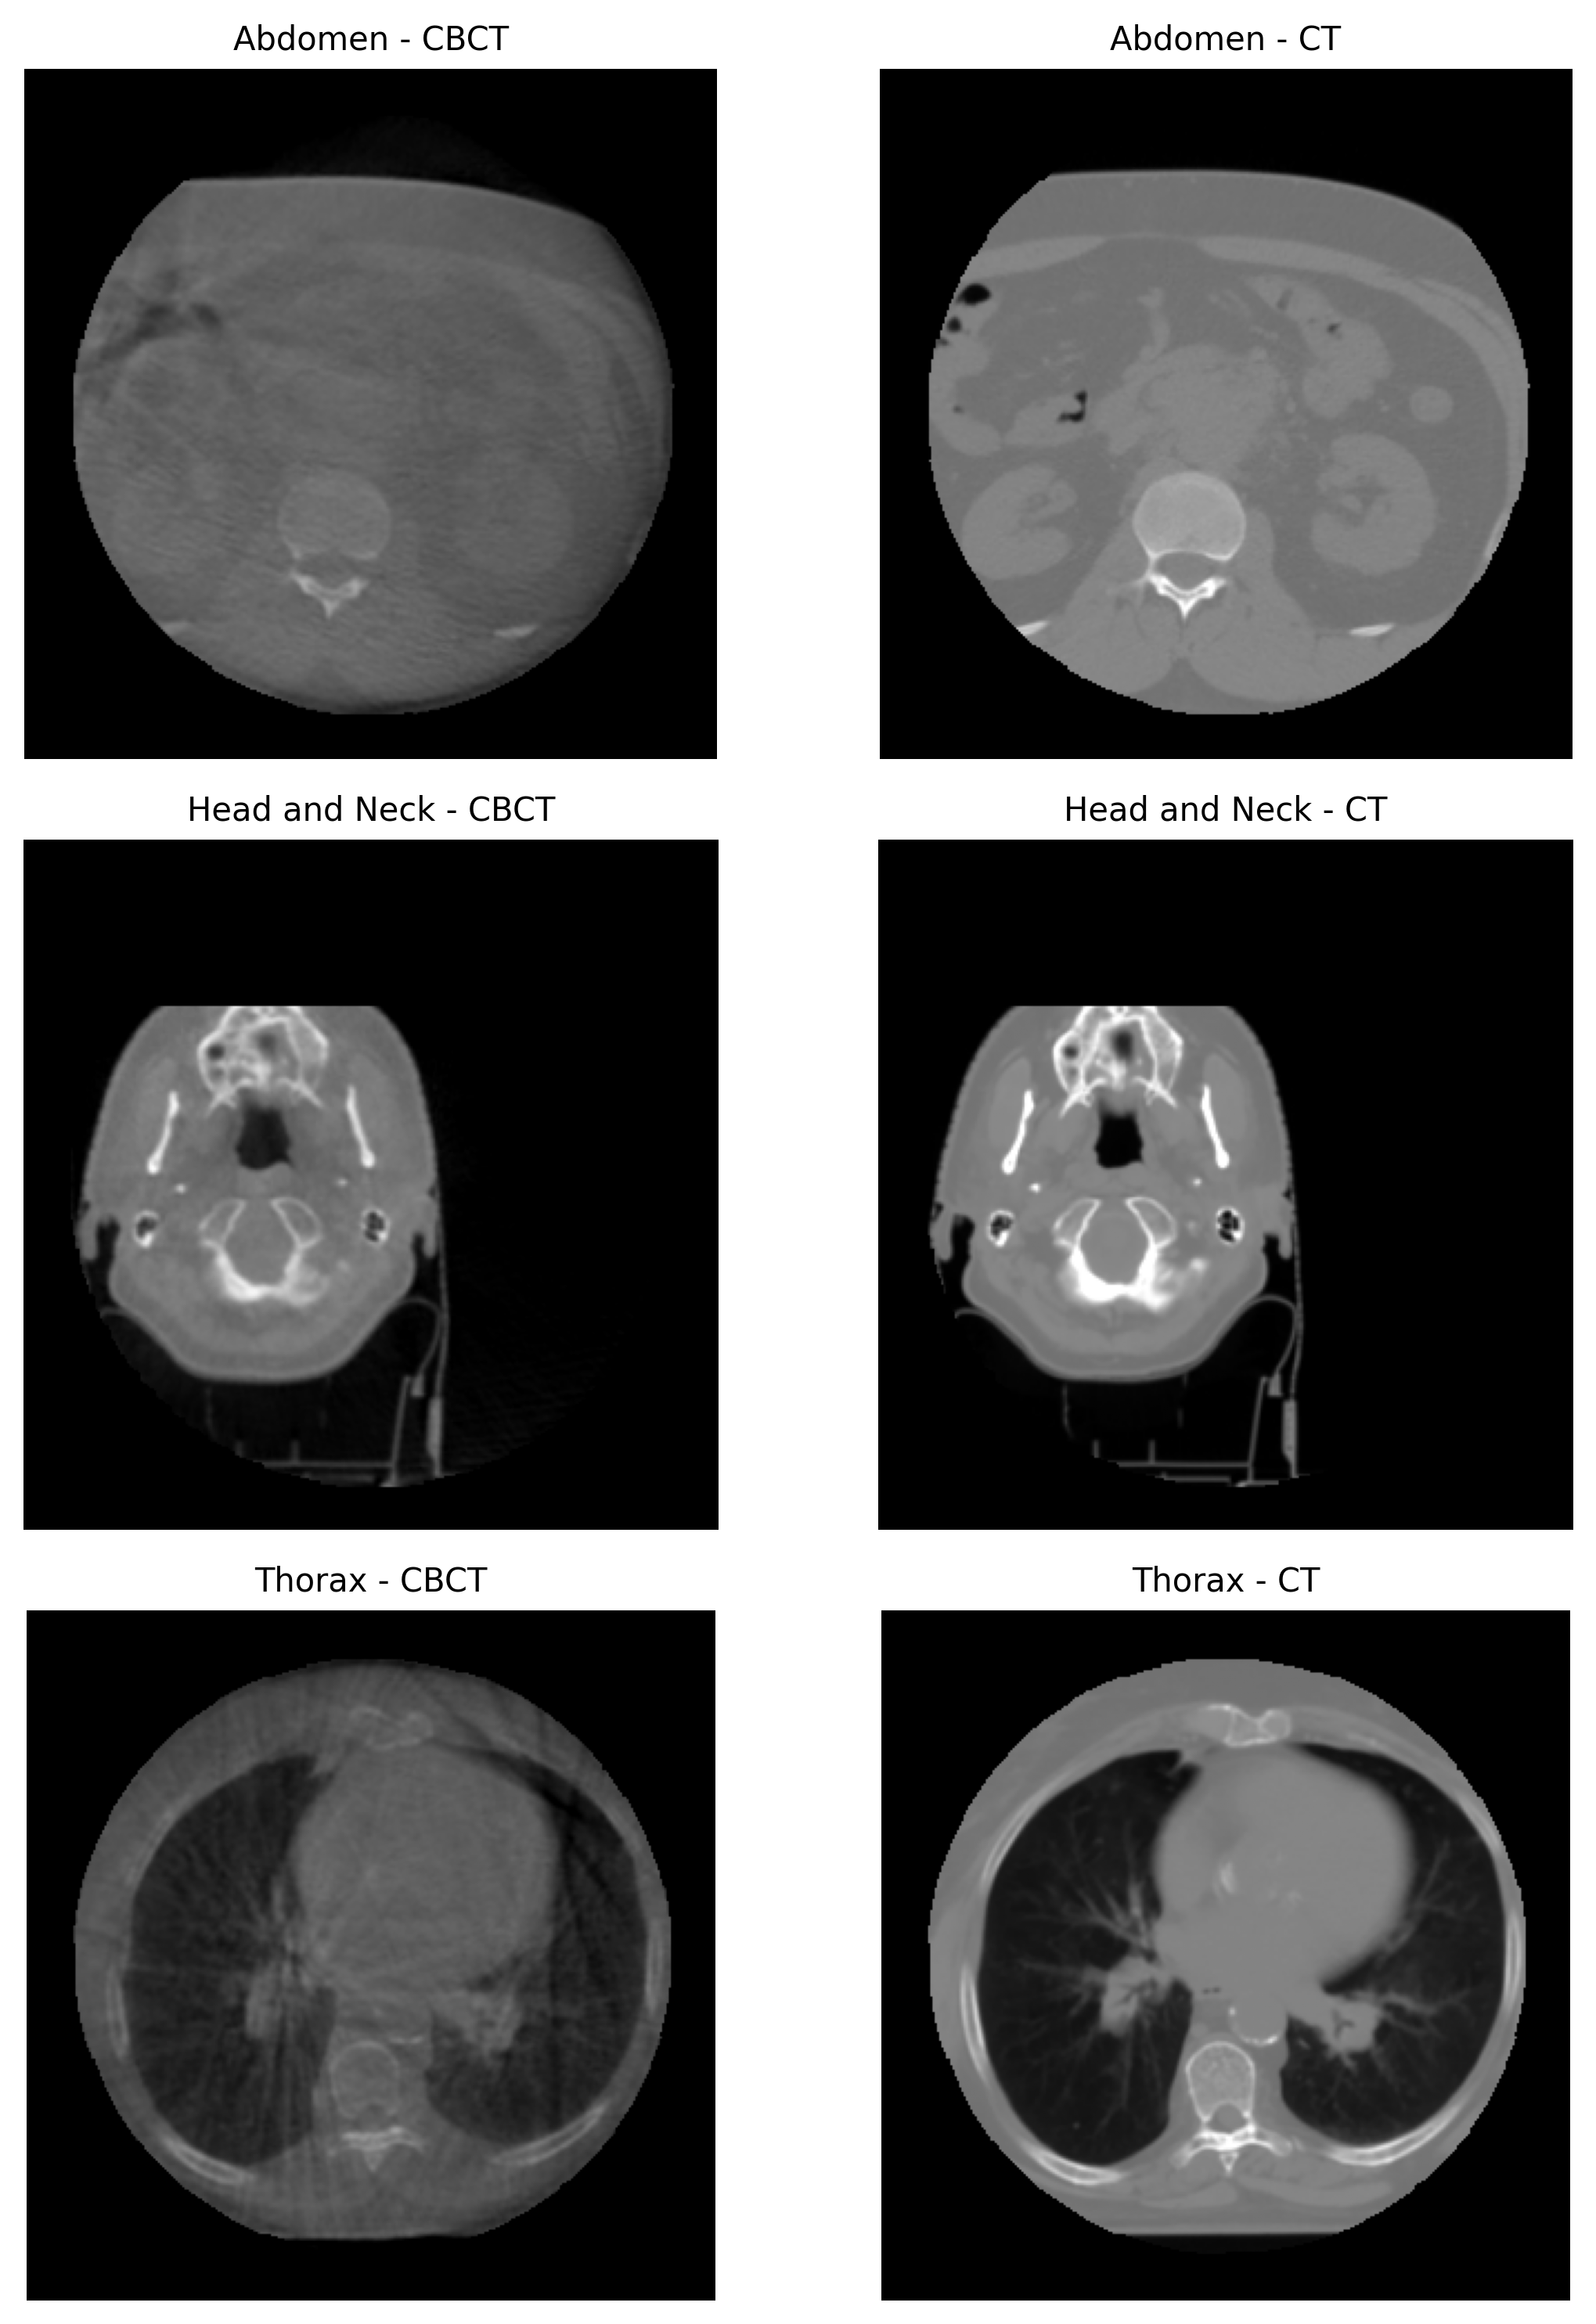 Abdomen - CBCT
Abdomen - CT
Head and Neck - CBCT
Head and Neck - CT
Thorax - CBCT
Thorax - CT